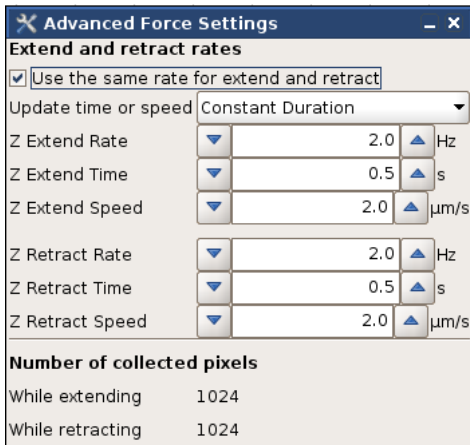 Advanced Force Settings
Extend and retract rates
Use the same rate for extend and retract
Update time or speed Constant Duration
Z Extend Rate 2.0 Hz
Z Extend Time 0.5 s
Z Extend Speed 2.0 µm/s
Z Retract Rate 2.0 Hz
Z Retract Time 0.5 s
Z Retract Speed 2.0 µm/s
Number of collected pixels
While extending 1024
While retracting 1024